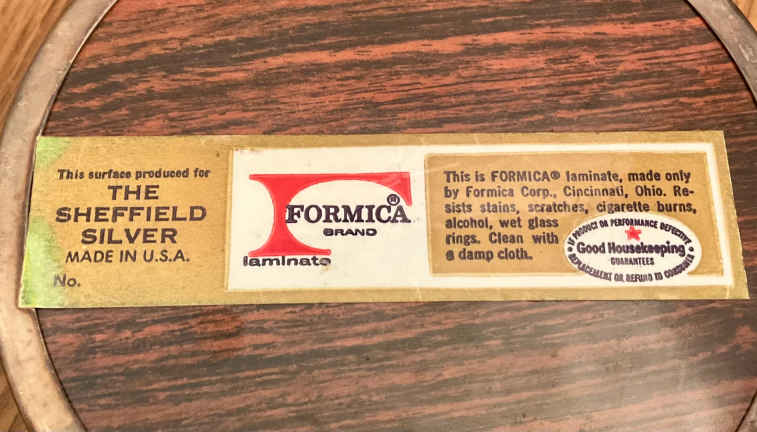 This surface produced for
THE
SHEFFIELD
SILVER
MADE IN U.S.A.
No.
FORMICA®
BRAND
laminate
This is FORMICA® laminate, made only
by Formica Corp., Cincinnati, Ohio. Re-
sists stains, scratches, cigarette burns,
alcohol, wet glass
rings. Clean with
a damp cloth.
IF PRODUCT OR PERFORMANCE DEFECTIVE
Good Housekeeping
GUARANTEES
REPLACEMENT OR REFUND TO CONSUMER